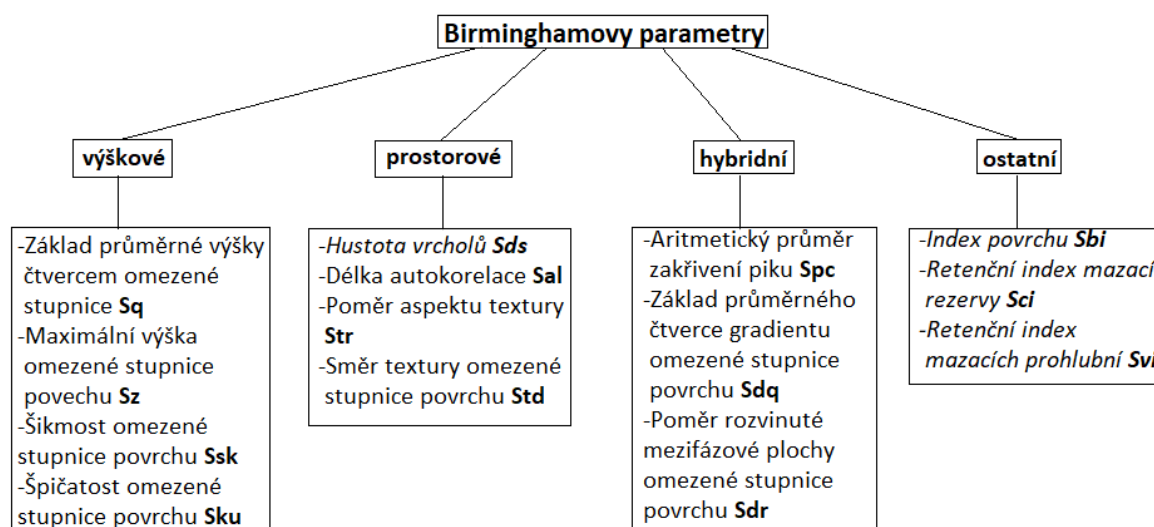 Birminghamovy parametry
výškové
prostorové
hybridní
ostatní
-Základ průměrné výšky
čtvercem omezené
stupnice Sq
-Maximální výška
omezené stupnice
povechu Sz
-Šikmost omezené
stupnice povrchu Ssk
-Špičatost omezené
stupnice povrchu Sku
-Hustota vrcholů Sds
-Délka autokorelace Sal
-Poměr aspektu textury
Str
-Směr textury omezené
stupnice povrchu Std
-Aritmetický průměr
zakřivení piku Spc
-Základ průměrného
čtverce gradientu
omezené stupnice
povrchu Sdq
-Poměr rozvinuté
mezifázové plochy
omezené stupnice
povrchu Sdr
-Index povrchu Sbi
-Retenční index mazací
rezervy Sci
-Retenční index
mazacích prohlubní Svi